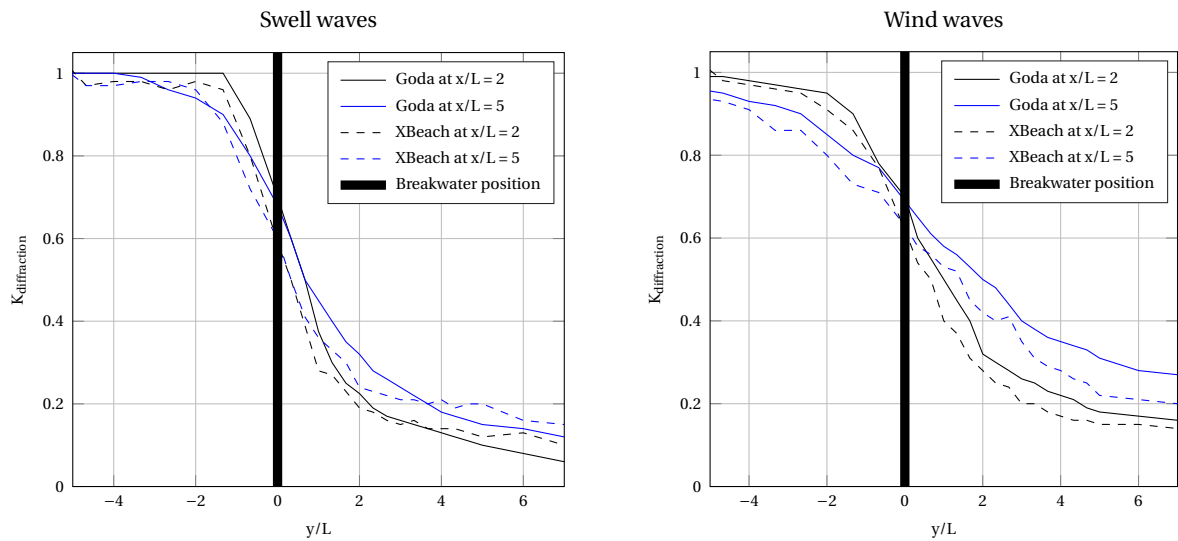 Swell waves
1
0.8
0.6
0.4
0.2
0
−4
−2
0
2
4
6
y/L
Kdiffraction
Goda at x/L = 2
Goda at x/L = 5
XBeach at x/L = 2
XBeach at x/L = 5
Breakwater position
Wind waves
1
0.8
0.6
0.4
0.2
0
−4
−2
0
2
4
6
y/L
Kdiffraction
Goda at x/L = 2
Goda at x/L = 5
XBeach at x/L = 2
XBeach at x/L = 5
Breakwater position